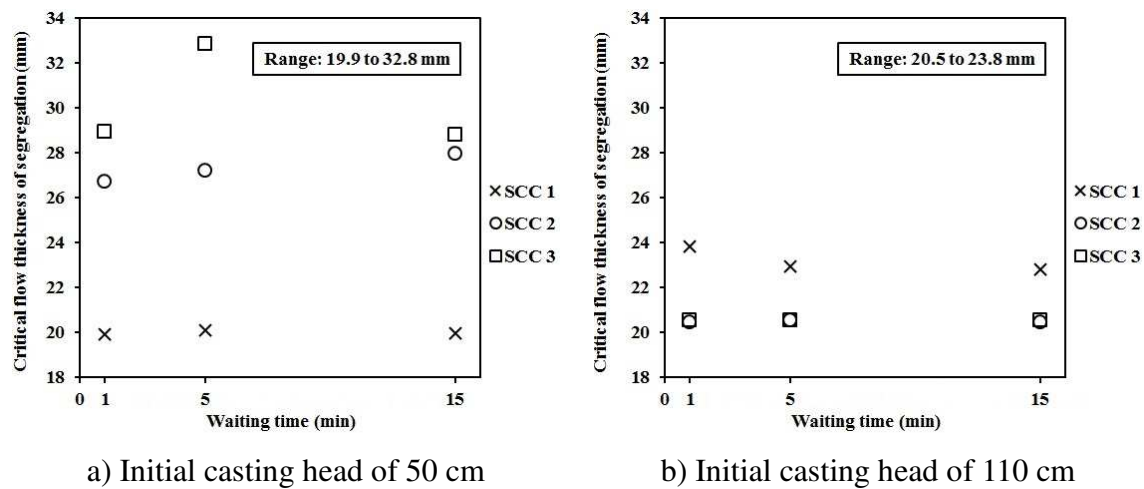 Critical flow thickness of segregation (mm)
34
32
30
28
26
24
22
20
18
Range: 19.9 to 32.8 mm
0 1 5 15
Waiting time (min)
SCC 1
SCC 2
SCC 3
a) Initial casting head of 50 cm
Critical flow thickness of segregation (mm)
34
32
30
28
26
24
22
20
18
Range: 20.5 to 23.8 mm
0 1 5 15
Waiting time (min)
SCC 1
SCC 2
SCC 3
b) Initial casting head of 110 cm